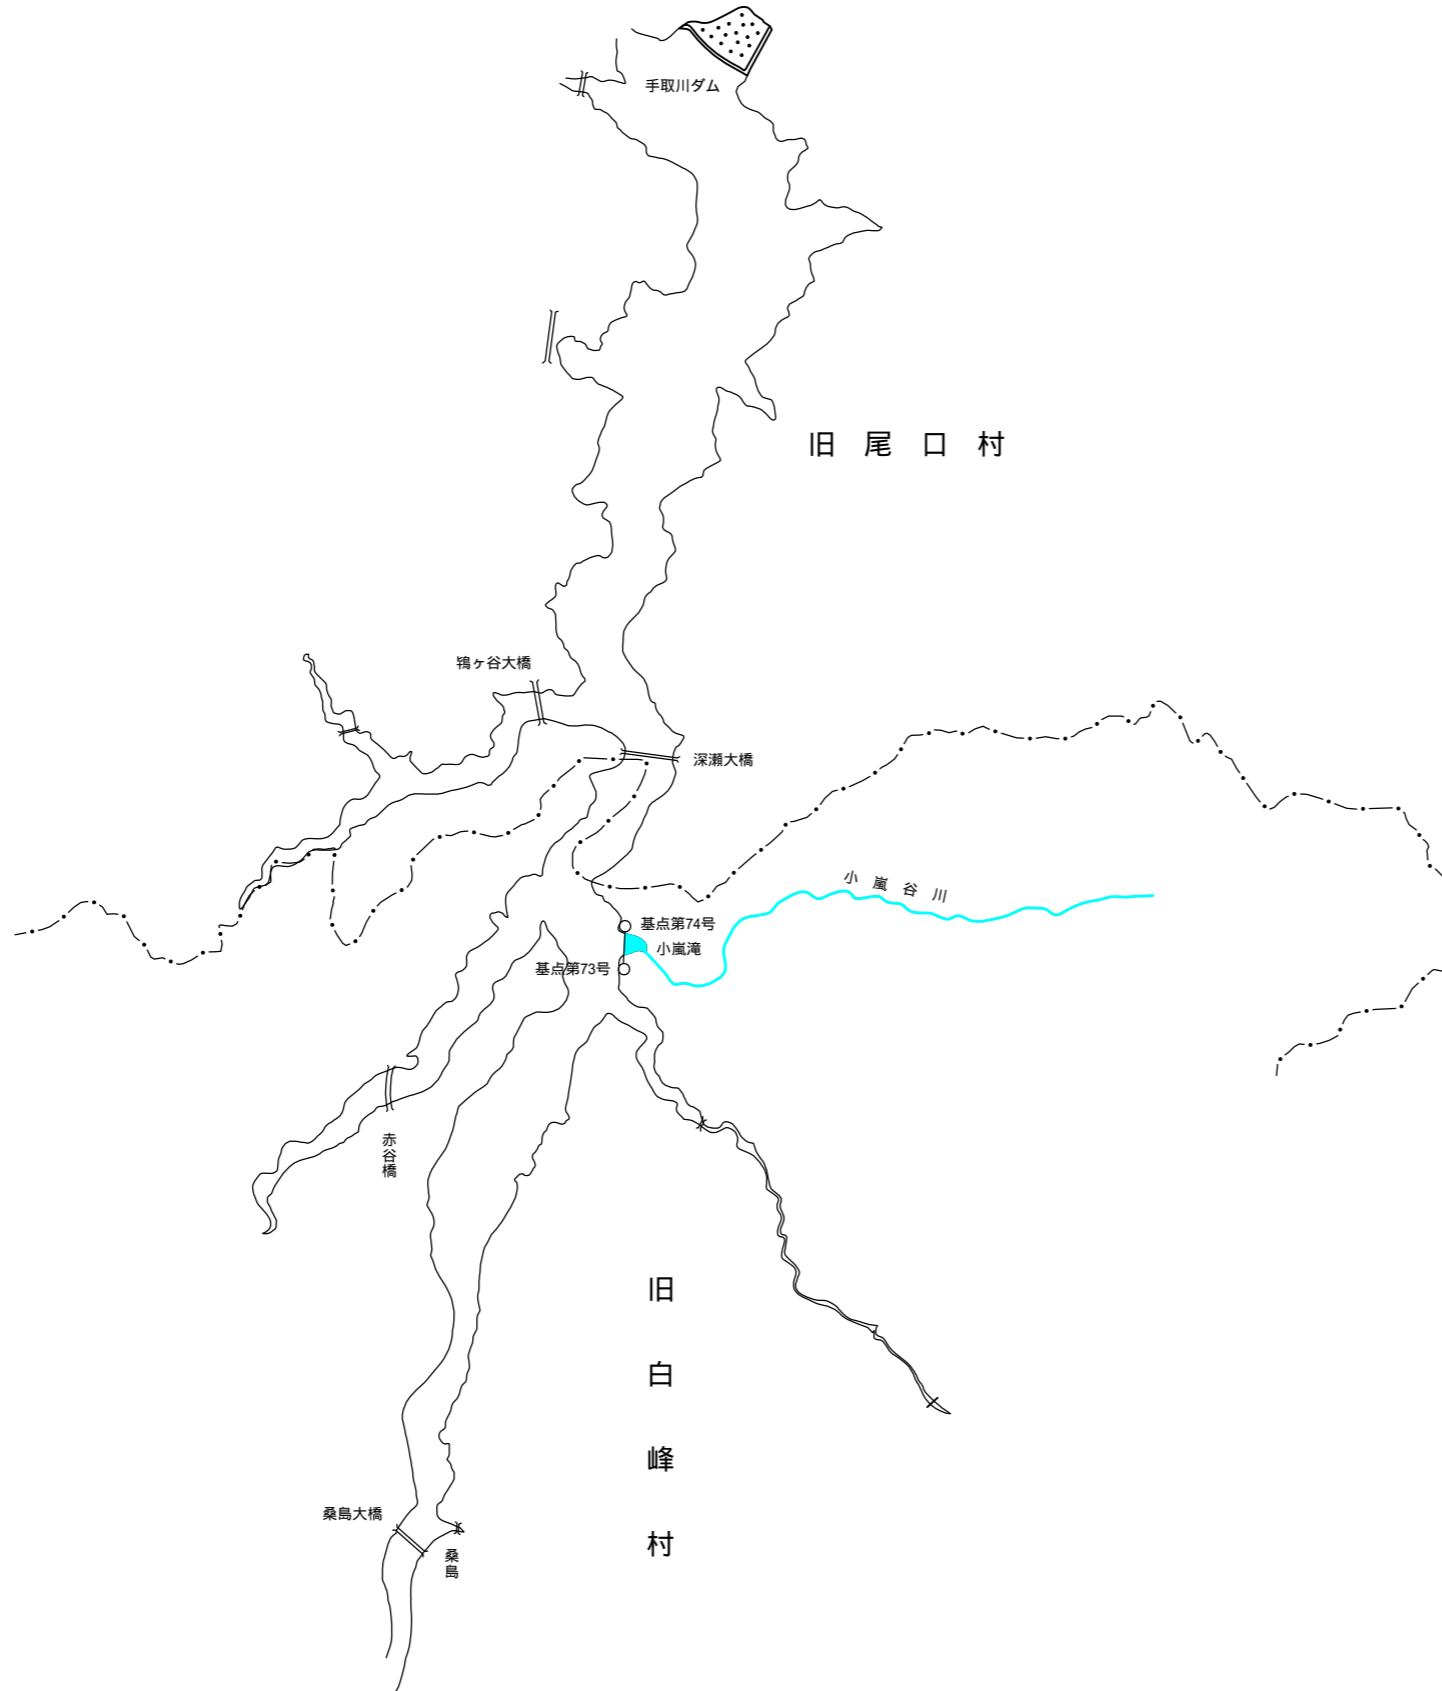 手取川ダム
旧尾口村
鴇ヶ谷大橋
深瀬大橋
小嵐谷川
基点第74号
小嵐滝
基点第73号
赤谷橋
旧白峰村
桑島大橋
桑島